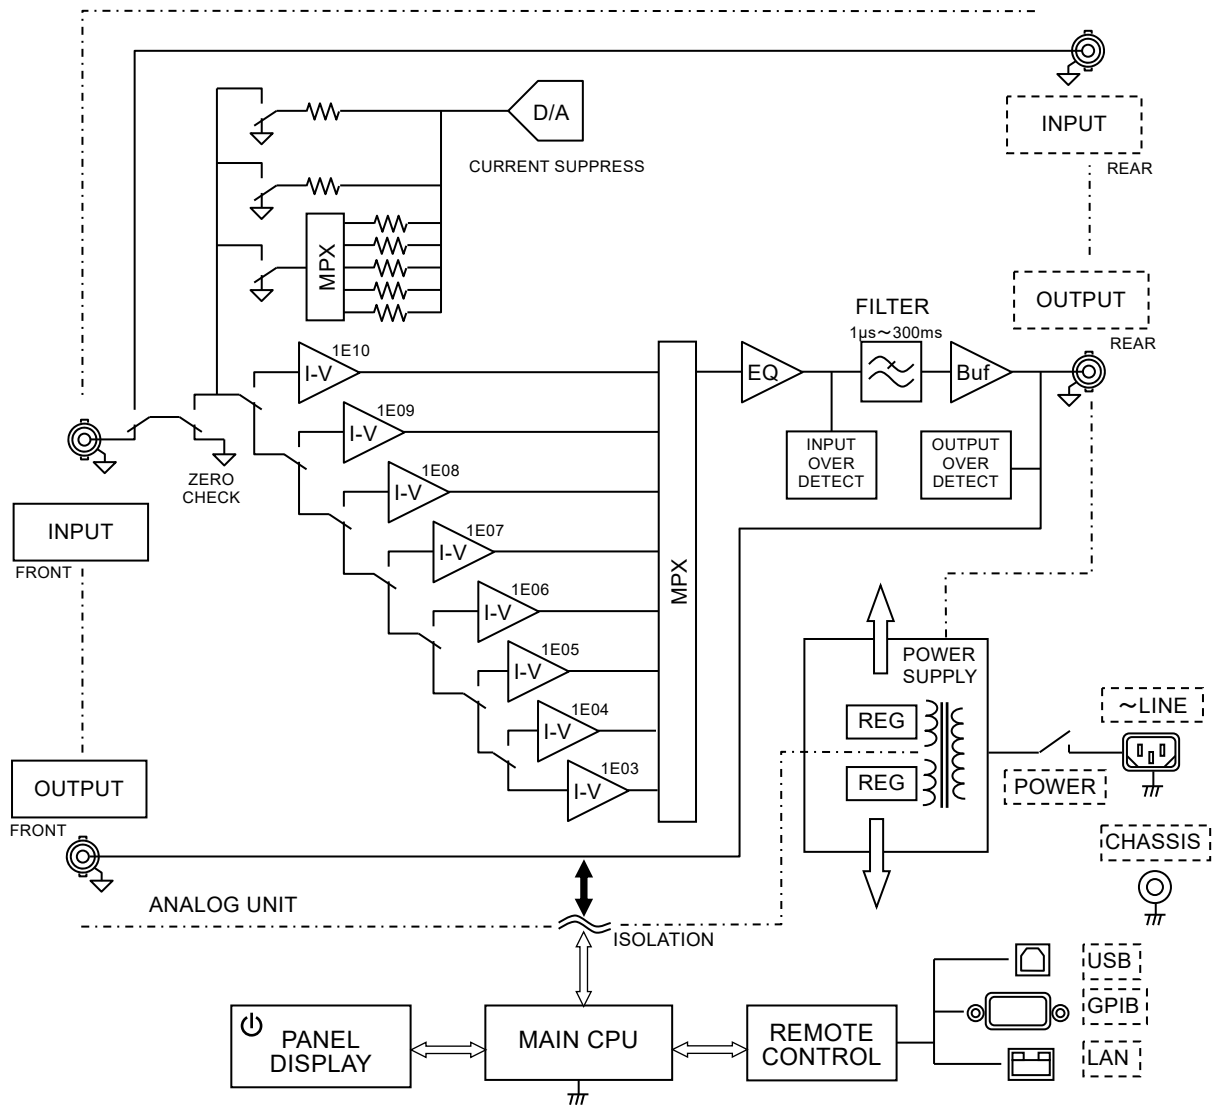 D/A
INPUT
CURRENT SUPPRESS
REAR
MPX
OUTPUT
FILTER
1μs～300ms
REAR
1E10
I-V
EQ
Buf
1E09
I-V
INPUT
OVER
DETECT
OUTPUT
OVER
DETECT
ZERO
CHECK
1E08
I-V
INPUT
FRONT
1E07
I-V
MPX
1E06
I-V
1E05
I-V
POWER
SUPPLY
1E04
I-V
REG
～LINE
1E03
I-V
REG
POWER
OUTPUT
FRONT
CHASSIS
ANALOG UNIT
ISOLATION
USB
GPIB
LAN
PANEL
DISPLAY
MAIN CPU
REMOTE
CONTROL